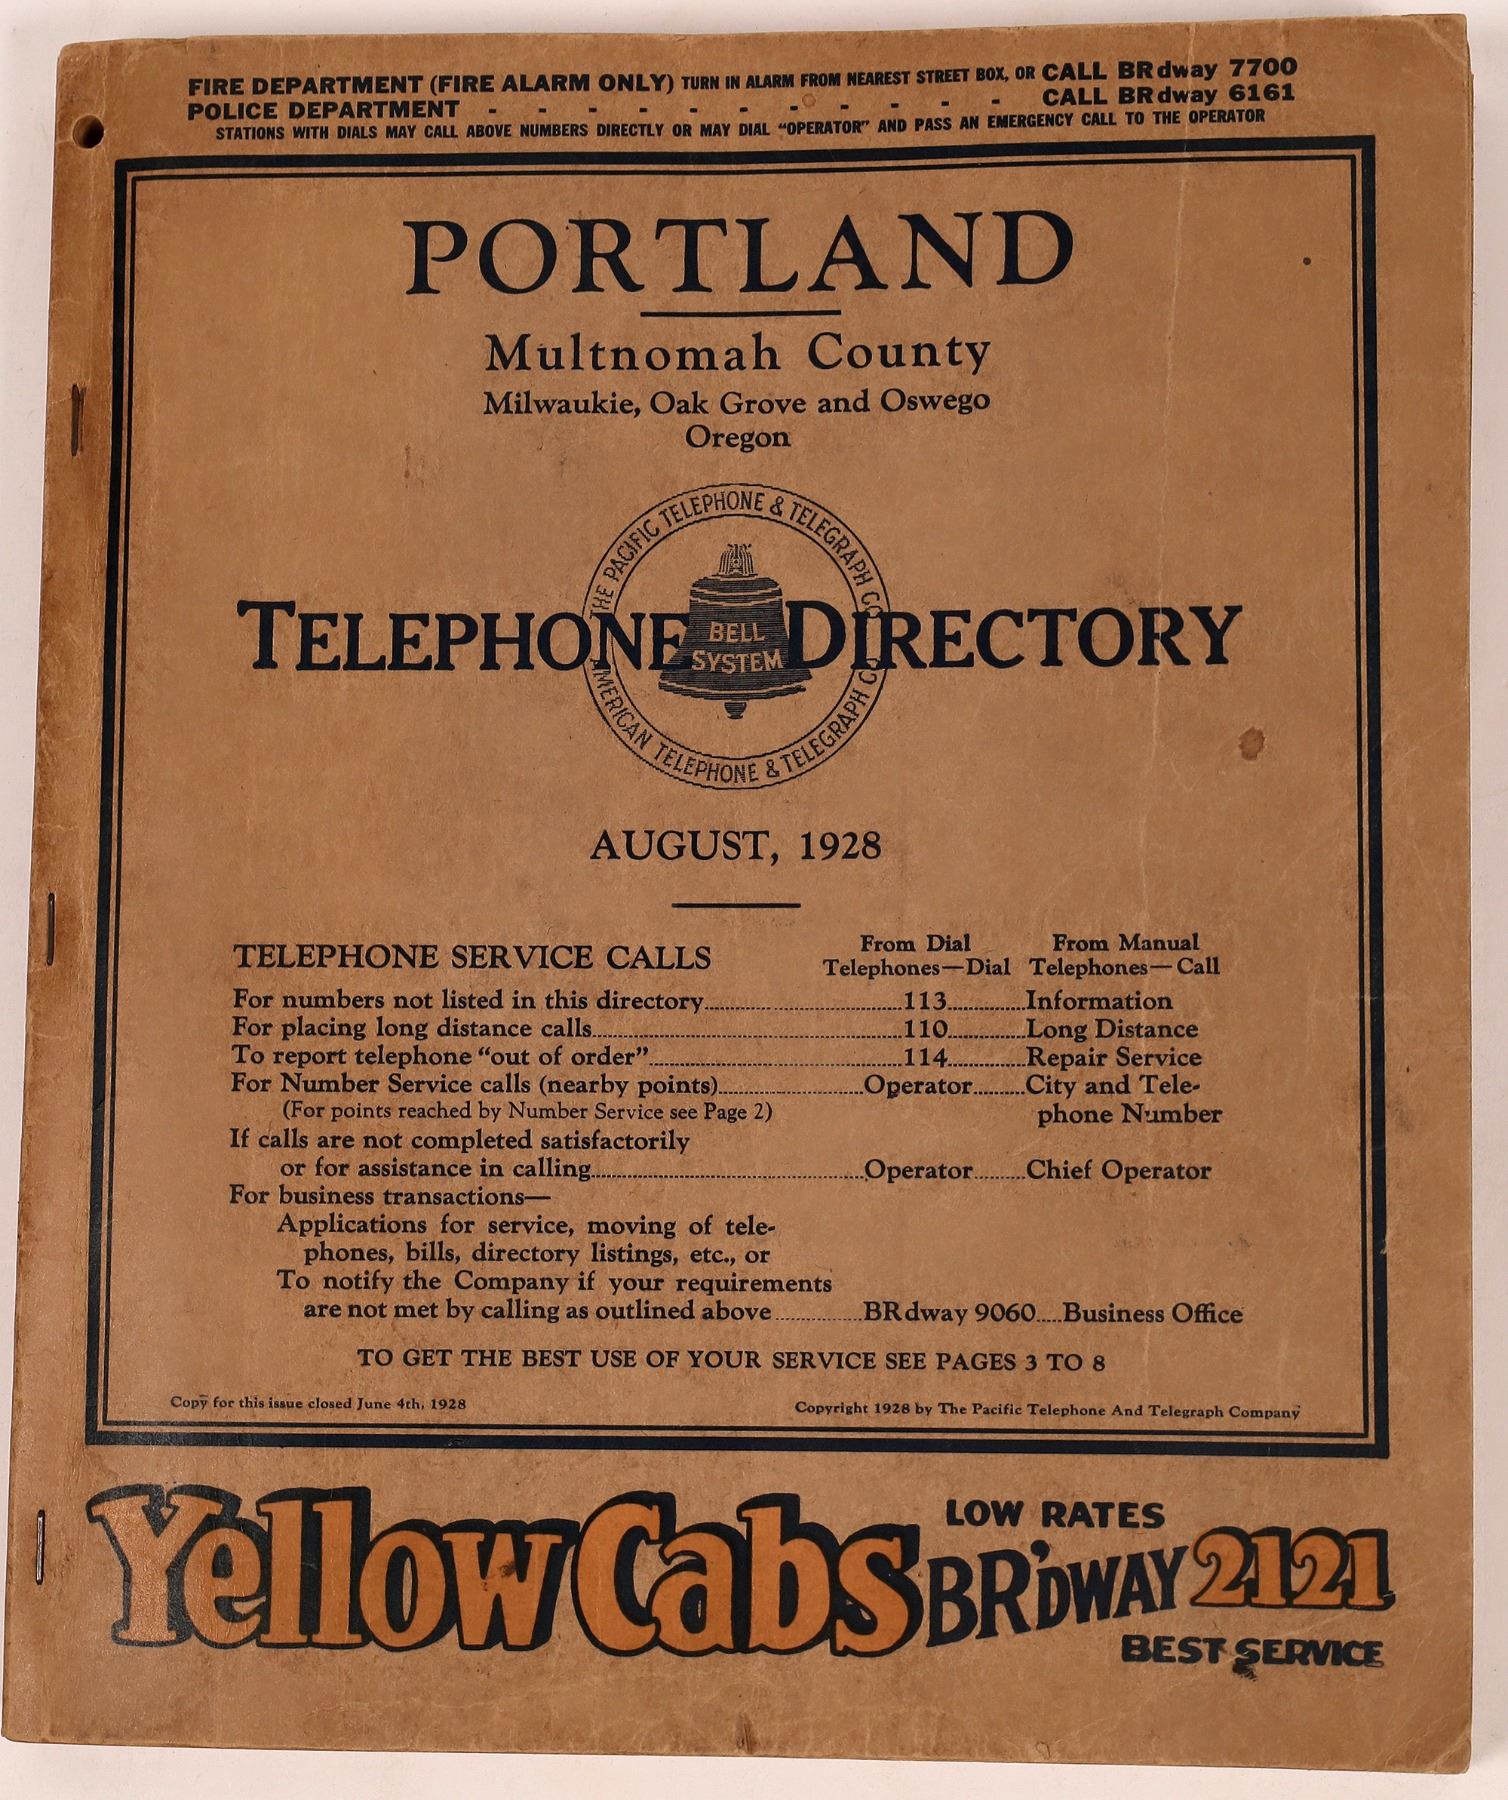 FIRE DEPARTMENT (FIRE ALARM ONLY) TURN IN ALARM FROM NEAREST STREET BOX, OR CALL BRdway 7700
POLICE DEPARTMENT - - - - - - - - - - - CALL BRdway 6161
STATIONS WITH DIALS MAY CALL ABOVE NUMBERS DIRECTLY OR MAY DIAL "OPERATOR" AND PASS AN EMERGENCY CALL TO THE OPERATOR
PORTLAND
Multnomah County
Milwaukie, Oak Grove and Oswego
Oregon
THE PACIFIC TELEPHONE & TELEGRAPH CO.
BELL
SYSTEM
TELEPHONE DIRECTORY
AMERICAN TELEPHONE & TELEGRAPH CO.
AUGUST, 1928
TELEPHONE SERVICE CALLS
From Dial Telephones—Dial
From Manual Telephones—Call
For numbers not listed in this directory..........113..........Information
For placing long distance calls..........110..........Long Distance
To report telephone "out of order"..........114..........Repair Service
For Number Service calls (nearby points)..........Operator..........City and Tele-
(For points reached by Number Service see Page 2) phone Number
If calls are not completed satisfactorily
or for assistance in calling..........Operator..........Chief Operator
For business transactions—
Applications for service, moving of tele-
phones, bills, directory listings, etc., or
To notify the Company if your requirements
are not met by calling as outlined above..........BRdway 9060.....Business Office
TO GET THE BEST USE OF YOUR SERVICE SEE PAGES 3 TO 8
Copy for this issue closed June 4th, 1928
Copyright 1928 by The Pacific Telephone And Telegraph Company
Yellow Cabs
LOW RATES
BR'DWAY 2121
BEST SERVICE